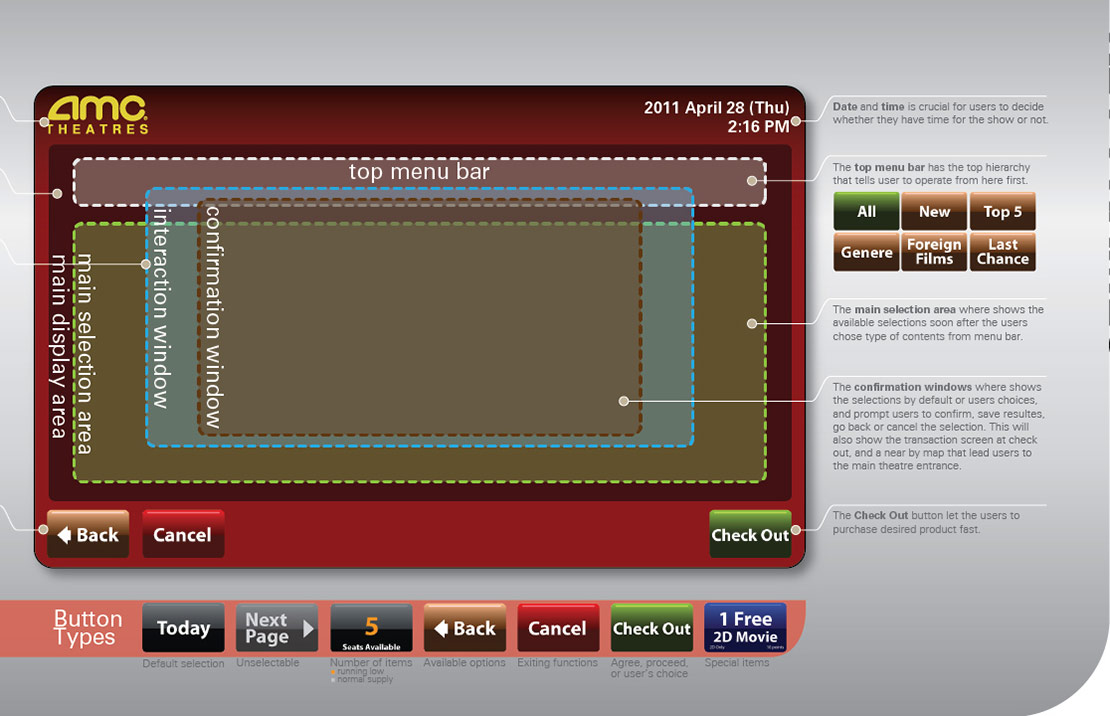 amc
THEATRES
2011 April 28 (Thu)
2:16 PM
top menu bar
interaction window
confirmation window
main selection area
main display area
Back
Cancel
Check Out
Date and time is crucial for users to decide
whether they have time for the show or not.
The top menu bar has the top hierarchy
that tells user to operate from here first.
All
New
Top 5
Genere
Foreign
Films
Last
Chance
The main selection area where shows the
available selections soon after the users
chose type of contents from menu bar.
The confirmation windows where shows
the selections by default or users choices,
and prompt users to confirm, save resultes,
go back or cancel the selection. This will
also show the transaction screen at check
out, and a near by map that lead users to
the main theatre entrance.
The Check Out button let the users to
purchase desired product fast.
Button
Types
Today
Default selection
Next
Page
Unselectable
5
Seats Available
Number of items
running low
normal supply
Back
Available options
Cancel
Exiting functions
Check Out
Agree, proceed,
or user's choice
1 Free
2D Movie
2D Only
Special items